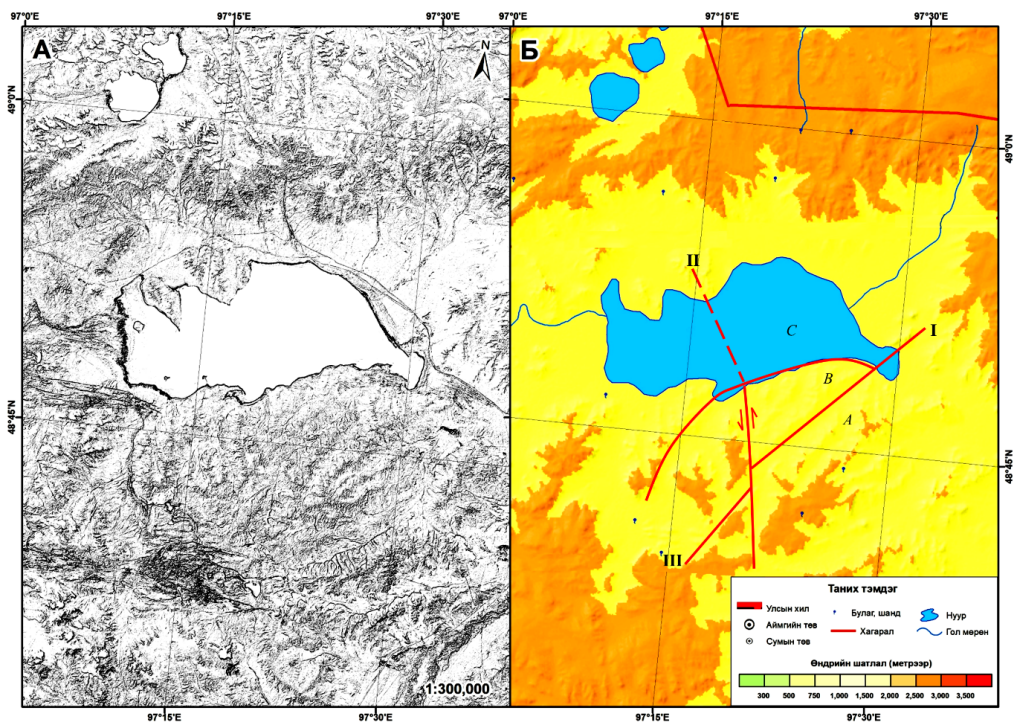 97°0'E 97°15'E 97°30'E 97°0'E 97°15'E 97°30'E
А
N
Б
49°0'N
49°0'N
II
C
I
B
48°45'N
A
48°45'N
III
Таних тэмдэг
Улсын хил
Аймгийн төв
Сумын төв
Булаг, шанд
Хагарал
Нуур
Гол мөрөн
Өндрийн шатлал (метрээр)
300 500 750 1,000 1,500 2,000 2,500 3,000 3,500
1:300,000
97°15'E 97°30'E 97°15'E 97°30'E